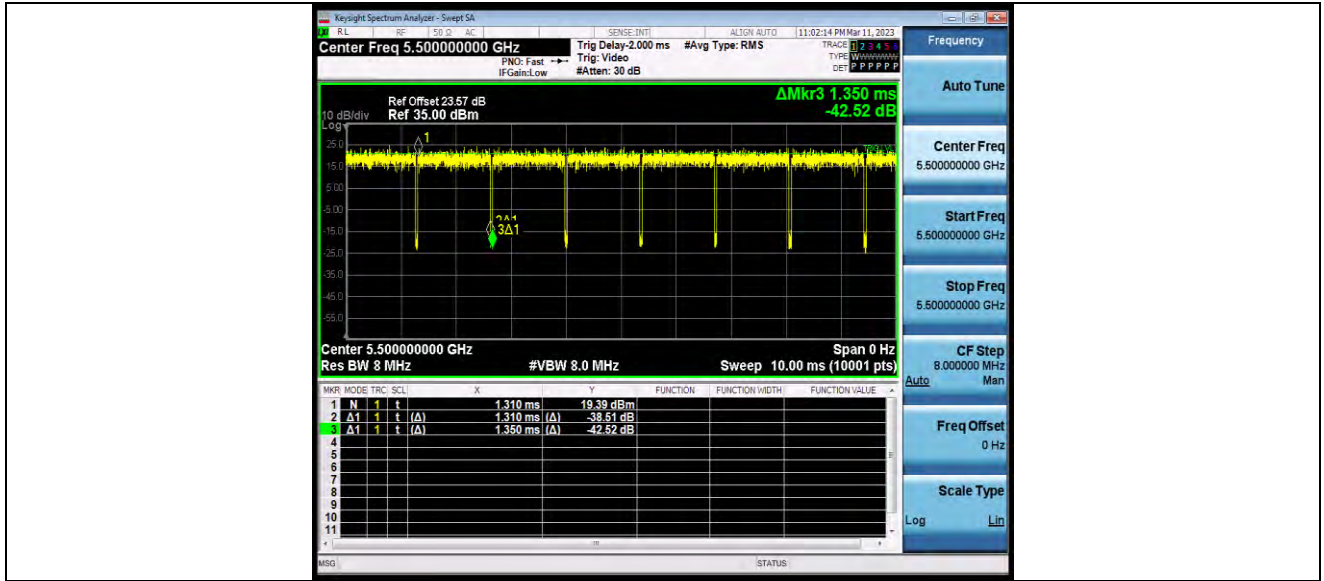 Keysight Spectrum Analyzer - Swept SA
RL RF 50 Ω AC SENSE:INT ALIGN AUTO 11:02:14 PM Mar 11, 2023
Center Freq 5.500000000 GHz
Trig Delay-2.000 ms #Avg Type: RMS
TRACE 1 2 3 4 5 6
PNO: Fast Trig: Video
TYPE WWWWWW
IFGain:Low #Atten: 30 dB
DET P P P P P P
Frequency
ΔMkr3 1.350 ms
-42.52 dB
Ref Offset 23.57 dB
10 dB/div Ref 35.00 dBm
Log
25.0
15.0
5.00
-5.00
-15.0
-25.0
-35.0
-45.0
-55.0
1
3Δ1
Center 5.500000000 GHz Span 0 Hz
Res BW 8 MHz #VBW 8.0 MHz Sweep 10.00 ms (10001 pts)
MKR MODE TRC SCL X Y FUNCTION FUNCTION WIDTH FUNCTION VALUE
1 N 1 t 1.310 ms 19.39 dBm
2 Δ1 1 t (Δ) 1.310 ms (Δ) -38.51 dB
3 Δ1 1 t (Δ) 1.350 ms (Δ) -42.52 dB
4
5
6
7
8
9
10
11
MSG STATUS
Auto Tune
Center Freq
5.500000000 GHz
Start Freq
5.500000000 GHz
Stop Freq
5.500000000 GHz
CF Step
8.000000 MHz
Auto Man
Freq Offset
0 Hz
Scale Type
Log Lin